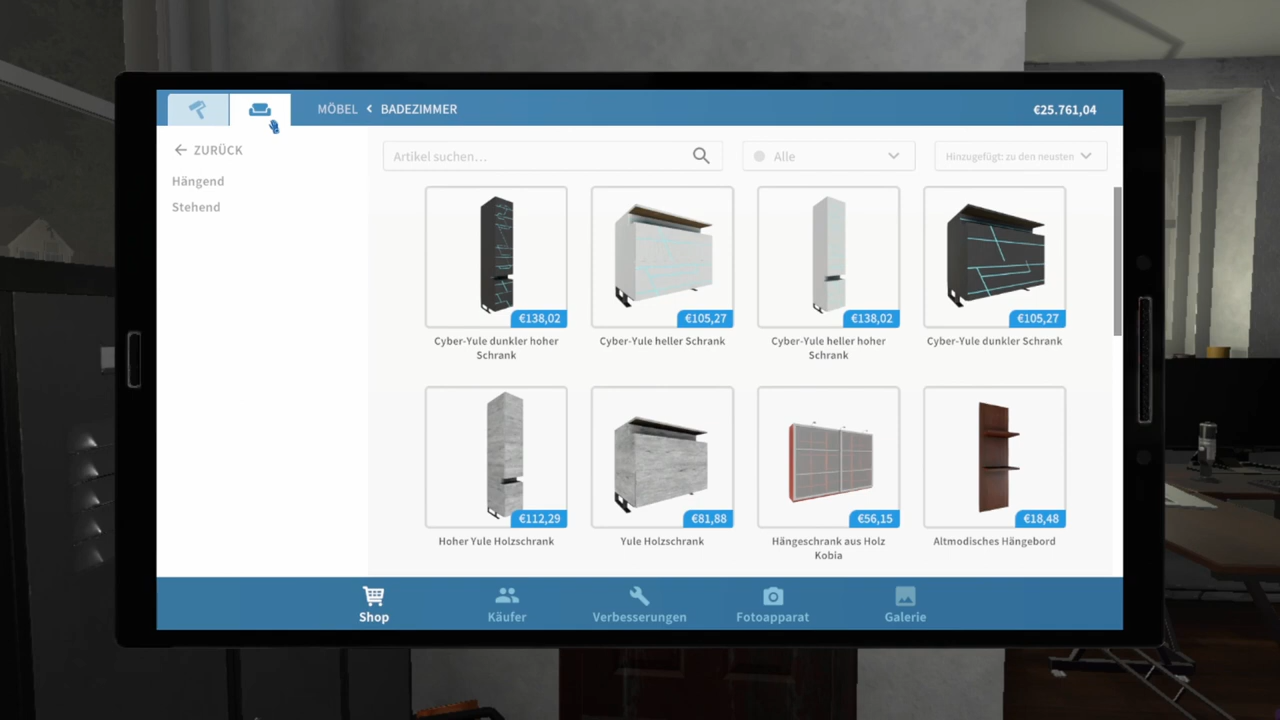 MÖBEL < BADEZIMMER
€25.761,04
ZURÜCK
Hängend
Stehend
Artikel suchen...
Alle
Hinzugefügt: zu den neusten
€138,02
€105,27
€138,02
€105,27
Cyber-Yule dunkler hoher
Schrank
Cyber-Yule heller Schrank
Cyber-Yule heller hoher
Schrank
Cyber-Yule dunkler Schrank
€112,29
€81,88
€56,15
€18,48
Hoher Yule Holzschrank
Yule Holzschrank
Hängeschrank aus Holz
Kobia
Altmodisches Hängebord
Shop
Käufer
Verbesserungen
Fotoapparat
Galerie